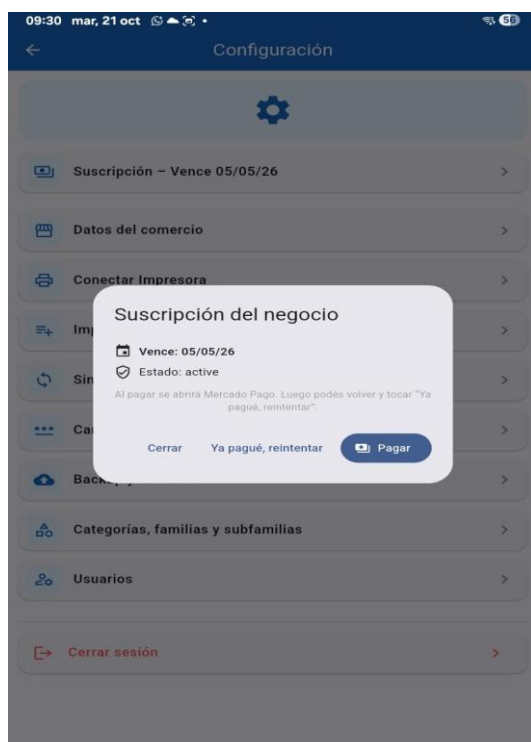 09:30 mar, 21 oct
56
Configuración
Suscripción – Vence 05/05/26
Datos del comercio
Conectar Impresora
Suscripción del negocio
Vence: 05/05/26
Estado: active
Al pagar se abrirá Mercado Pago. Luego podés volver y tocar "Ya
pagué, reintentar".
Cerrar
Ya pagué, reintentar
Pagar
Categorías, familias y subfamilias
Usuarios
Cerrar sesión